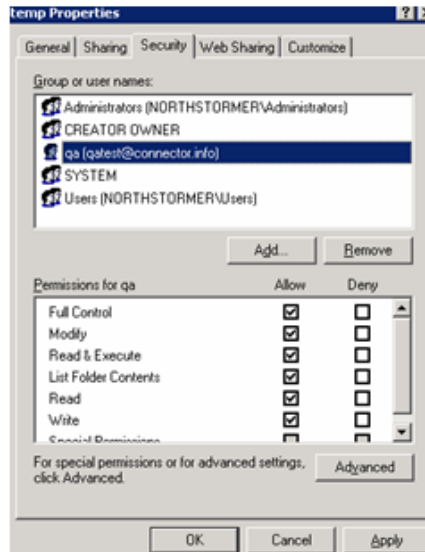 temp Properties
General Sharing Security Web Sharing Customize
Group or user names:
Administrators (NORTHSTORMER\Administrators)
CREATOR OWNER
qa (qatest@connector.info)
SYSTEM
Users (NORTHSTORMER\Users)
Add... Remove
Permissions for qa Allow Deny
Full Control
Modify
Read & Execute
List Folder Contents
Read
Write
Special Permissions
For special permissions or for advanced settings, Advanced
click Advanced.
OK Cancel Apply